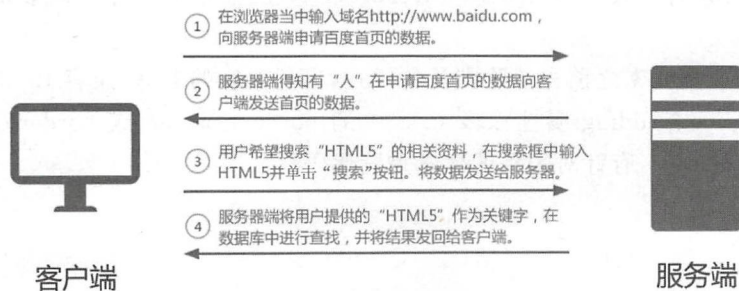 ① 在浏览器当中输入域名http://www.baidu.com，
向服务器端申请百度首页的数据。
② 服务器端得知有“人”在申请百度首页的数据向客
户端发送首页的数据。
③ 用户希望搜索“HTML5”的相关资料，在搜索框中输入
HTML5并单击“搜索”按钮。将数据发送给服务器。
④ 服务器端将用户提供的“HTML5”作为关键字，在
数据库中进行查找，并将结果发回给客户端。
客户端
服务端